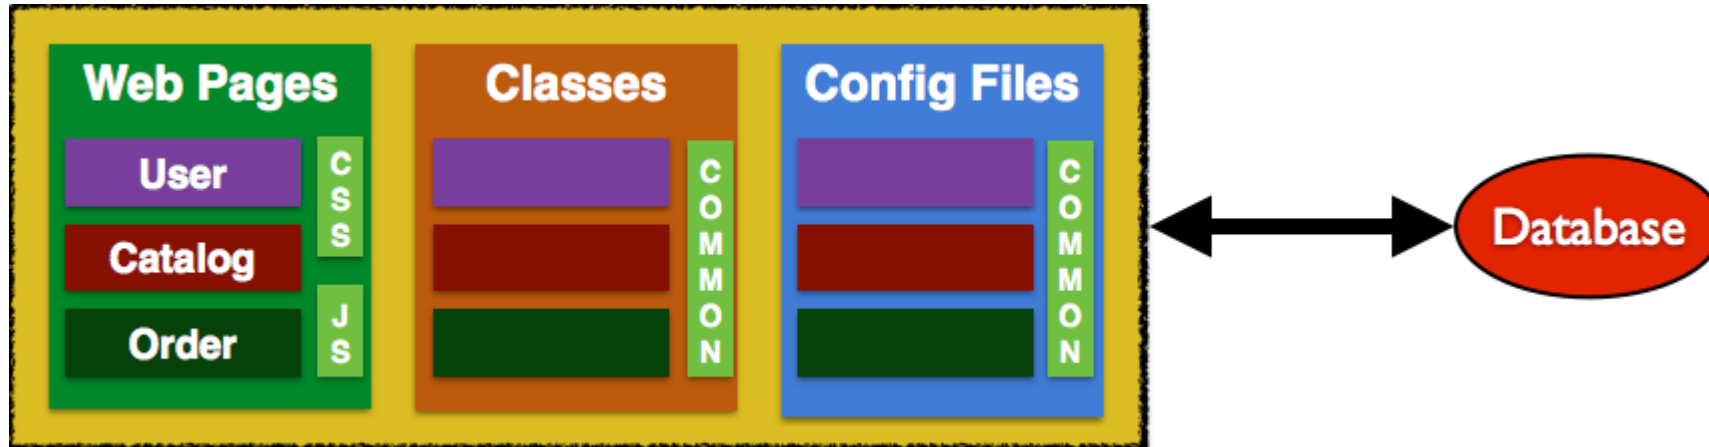 Web Pages
User
Catalog
Order
CSS
JS
Classes
COMMON
Config Files
COMMON
Database